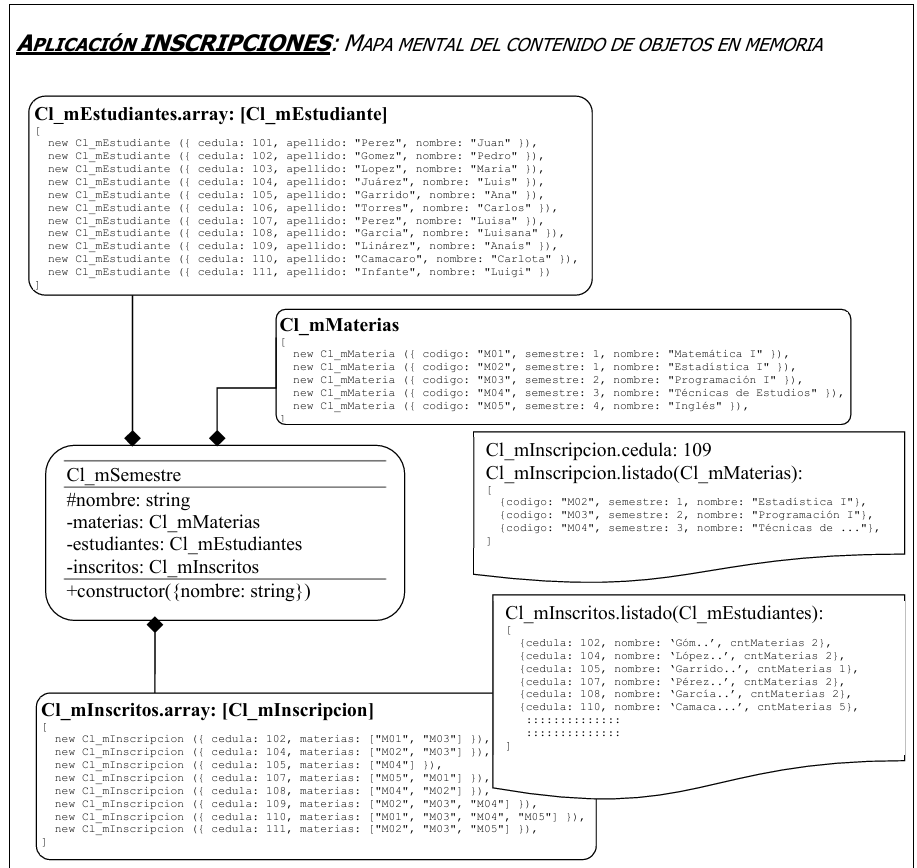 APLICACIÓN INSCRIPCIONES: MAPA MENTAL DEL CONTENIDO DE OBJETOS EN MEMORIA
Cl_mEstudiantes.array: [Cl_mEstudiante]
[
new Cl_mEstudiante ({ cedula: 101, apellido: "Perez", nombre: "Juan" }),
new Cl_mEstudiante ({ cedula: 102, apellido: "Gomez", nombre: "Pedro" }),
new Cl_mEstudiante ({ cedula: 103, apellido: "Lopez", nombre: "Maria" }),
new Cl_mEstudiante ({ cedula: 104, apellido: "Juárez", nombre: "Luis" }),
new Cl_mEstudiante ({ cedula: 105, apellido: "Garrido", nombre: "Ana" }),
new Cl_mEstudiante ({ cedula: 106, apellido: "Torres", nombre: "Carlos" }),
new Cl_mEstudiante ({ cedula: 107, apellido: "Perez", nombre: "Luisa" }),
new Cl_mEstudiante ({ cedula: 108, apellido: "García", nombre: "Luisana" }),
new Cl_mEstudiante ({ cedula: 109, apellido: "Linárez", nombre: "Anaís" }),
new Cl_mEstudiante ({ cedula: 110, apellido: "Camacaro", nombre: "Carlota" }),
new Cl_mEstudiante ({ cedula: 111, apellido: "Infante", nombre: "Luigi" })
]
Cl_mMaterias
[
new Cl_mMateria ({ codigo: "M01", semestre: 1, nombre: "Matemática I" }),
new Cl_mMateria ({ codigo: "M02", semestre: 1, nombre: "Estadística I" }),
new Cl_mMateria ({ codigo: "M03", semestre: 2, nombre: "Programación I" }),
new Cl_mMateria ({ codigo: "M04", semestre: 3, nombre: "Técnicas de Estudios" }),
new Cl_mMateria ({ codigo: "M05", semestre: 4, nombre: "Inglés" }),
]
Cl_mSemestre
#nombre: string
-materias: Cl_mMaterias
-estudiantes: Cl_mEstudiantes
-inscritos: Cl_mInscritos
+constructor({nombre: string})
Cl_mInscripcion.cedula: 109
Cl_mInscripcion.listado(Cl_mMaterias):
[
{codigo: "M02", semestre: 1, nombre: "Estadística I"},
{codigo: "M03", semestre: 2, nombre: "Programación I"},
{codigo: "M04", semestre: 3, nombre: "Técnicas de ..."},
]
Cl_mInscritos.listado(Cl_mEstudiantes):
[
{cedula: 102, nombre: ‘Góm..’, cntMaterias 2},
{cedula: 104, nombre: ‘López..’, cntMaterias 2},
{cedula: 105, nombre: ‘Garrido..’, cntMaterias 1},
{cedula: 107, nombre: ‘Pérez..’, cntMaterias 2},
{cedula: 108, nombre: ‘García..’, cntMaterias 2},
{cedula: 110, nombre: ‘Camaca...’, cntMaterias 5},
::::::::::::::
::::::::::::::
]
Cl_mInscritos.array: [Cl_mInscripcion]
[
new Cl_mInscripcion ({ cedula: 102, materias: ["M01", "M03"] }),
new Cl_mInscripcion ({ cedula: 104, materias: ["M02", "M03"] }),
new Cl_mInscripcion ({ cedula: 105, materias: ["M04"] }),
new Cl_mInscripcion ({ cedula: 107, materias: ["M05", "M01"] }),
new Cl_mInscripcion ({ cedula: 108, materias: ["M04", "M02"] }),
new Cl_mInscripcion ({ cedula: 109, materias: ["M02", "M03", "M04"] }),
new Cl_mInscripcion ({ cedula: 110, materias: ["M01", "M03", "M04", "M05"] }),
new Cl_mInscripcion ({ cedula: 111, materias: ["M02", "M03", "M05"] }),
]